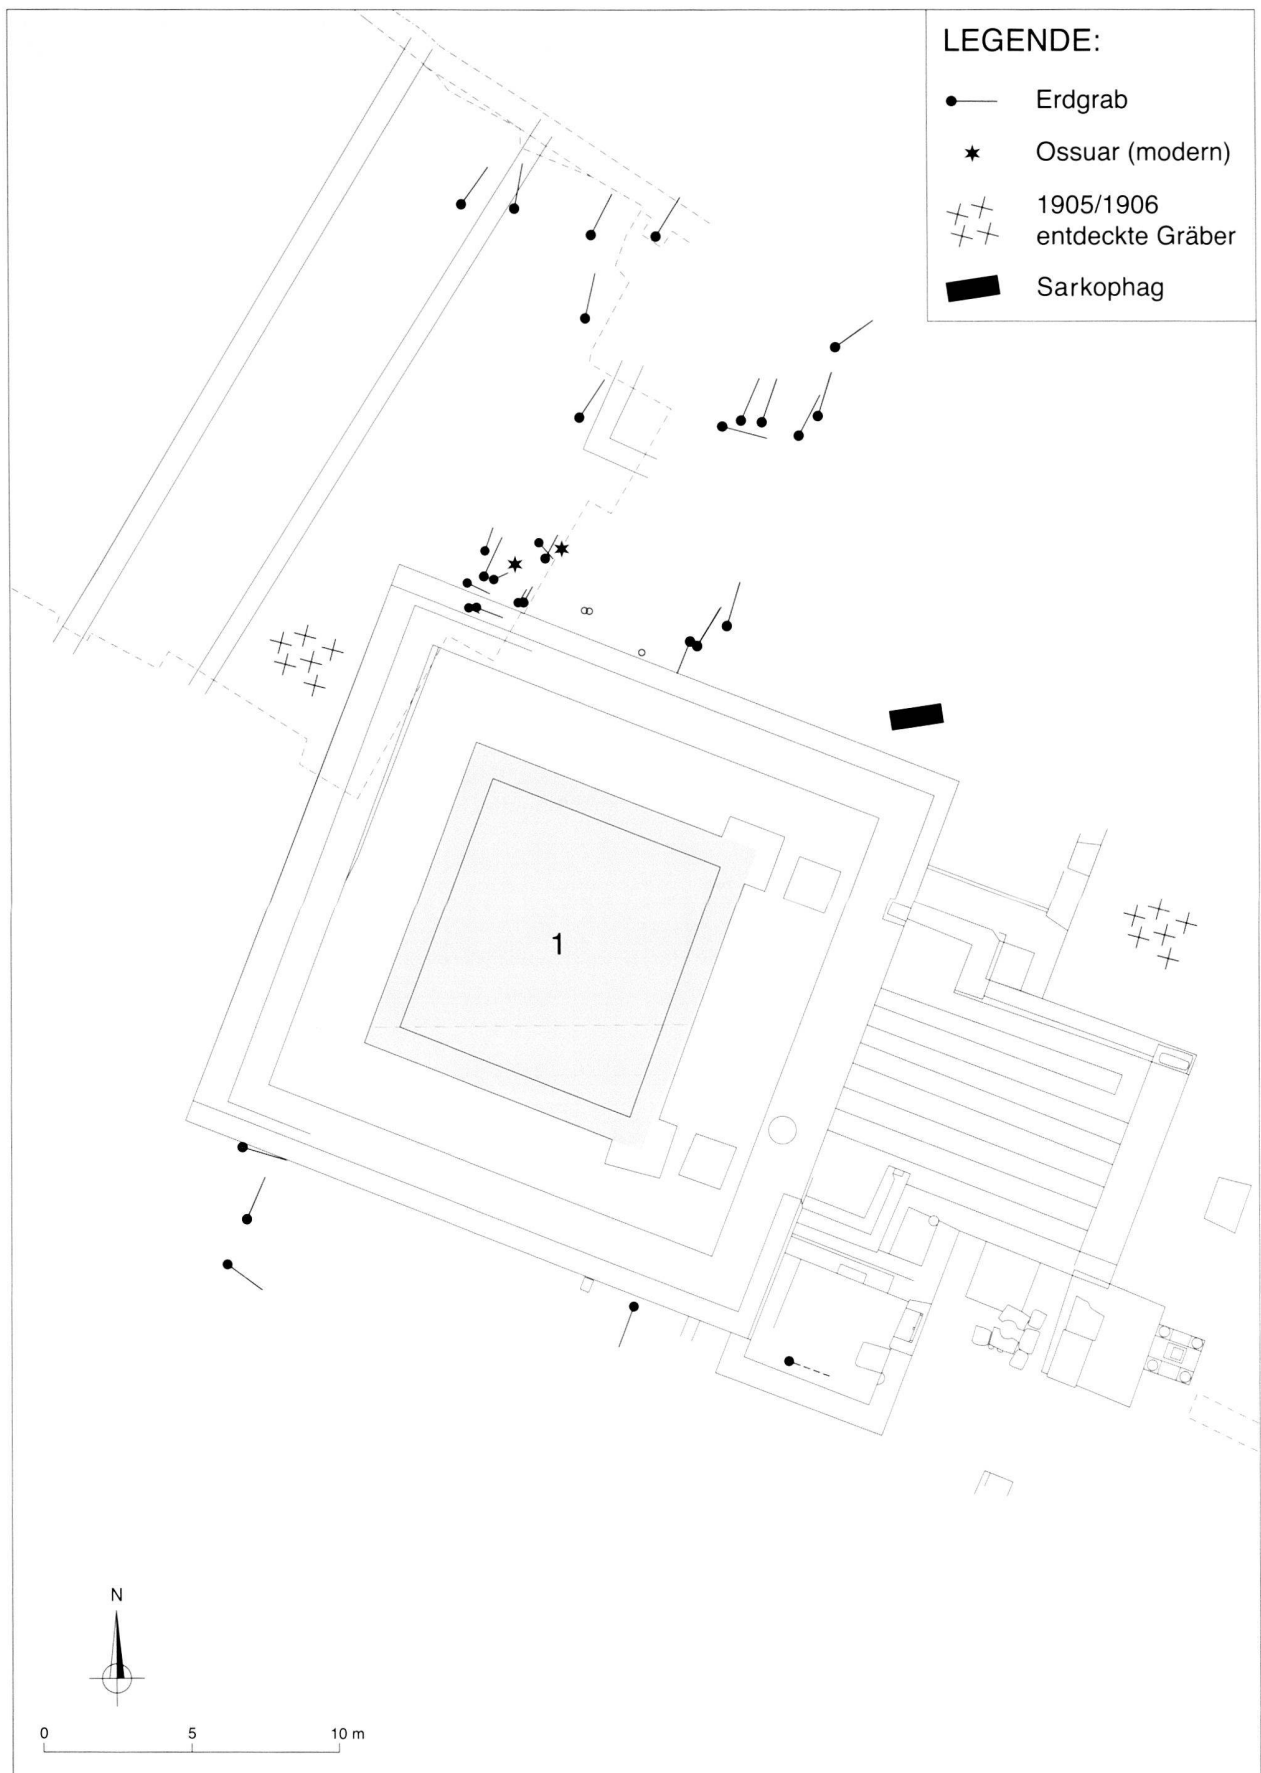 LEGENDE:
Erdgrab
Ossuar (modern)
1905/1906
entdeckte Gräber
Sarkophag
1
N
0 5 10 m